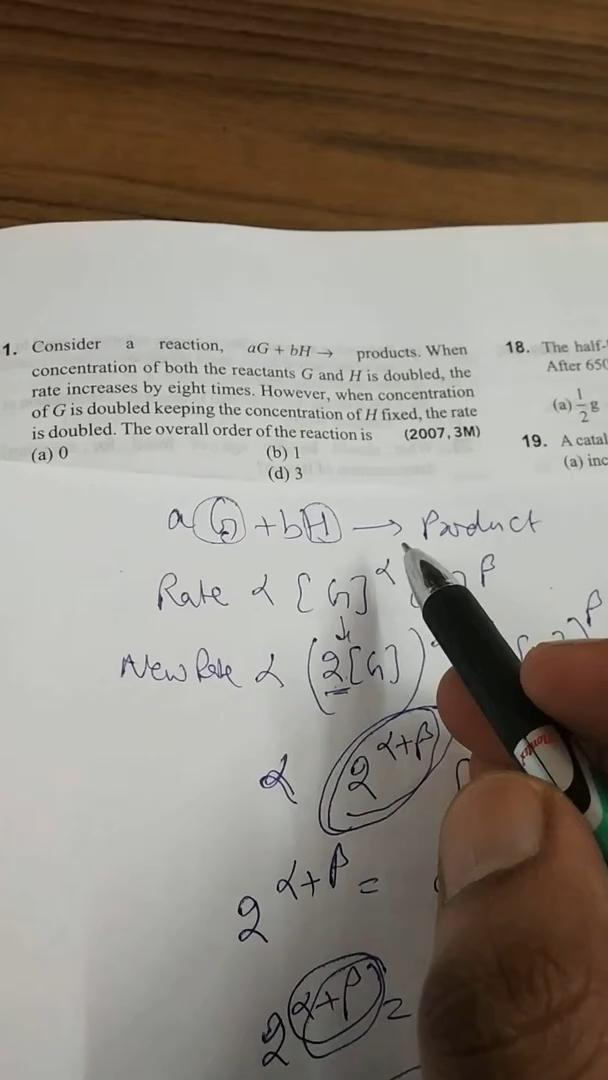 1. Consider a reaction, aG + bH → products. When
concentration of both the reactants G and H is doubled, the
rate increases by eight times. However, when concentration
of G is doubled keeping the concentration of H fixed, the rate
is doubled. The overall order of the reaction is (2007, 3M)
(a) 0 (b) 1
(d) 3
18. The half-
After 650
(a) 1/2 g
19. A catal
(a) inc
a G + b H → Product
Rate α [G]^α ]^β
New Rate α (2[G]) ]^β
α 2^α+β
2^α+β =
2^α+β =